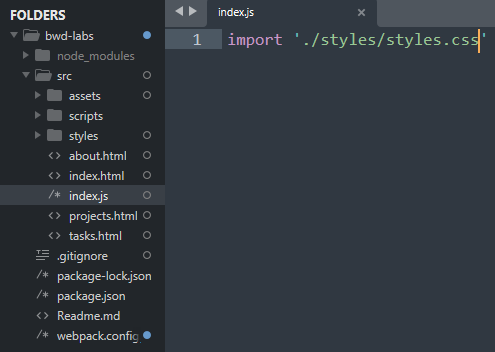 FOLDERS
bwd-labs
node_modules
src
assets
scripts
styles
about.html
index.html
/* index.js
projects.html
tasks.html
.gitignore
/* package-lock.json
/* package.json
Readme.md
/* webpack.config.
index.js
1 import './styles/styles.css'